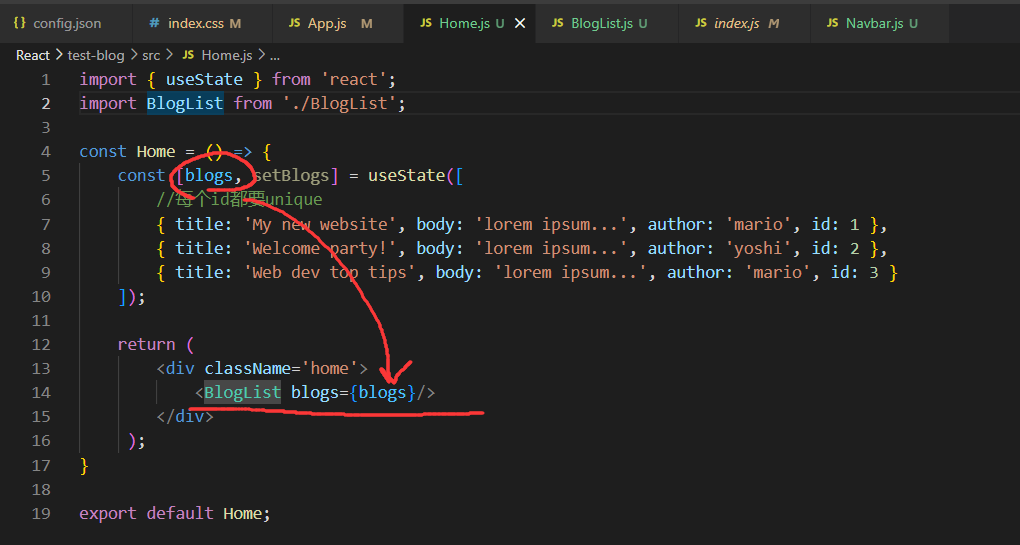 {} config.json # index.css M JS App.js M JS Home.js U × JS BlogList.js U JS index.js M JS Navbar.js U
React > test-blog > src > JS Home.js > ...
1 import { useState } from 'react';
2 import BlogList from './BlogList';
3
4 const Home = () => {
5 const [blogs, setBlogs] = useState([
6 //每个id都要unique
7 { title: 'My new website', body: 'lorem ipsum...', author: 'mario', id: 1 },
8 { title: 'Welcome party!', body: 'lorem ipsum...', author: 'yoshi', id: 2 },
9 { title: 'Web dev top tips', body: 'lorem ipsum...', author: 'mario', id: 3 }
10 ]);
11
12 return (
13 <div className='home'>
14 <BlogList blogs={blogs}/>
15 </div>
16 );
17 }
18
19 export default Home;